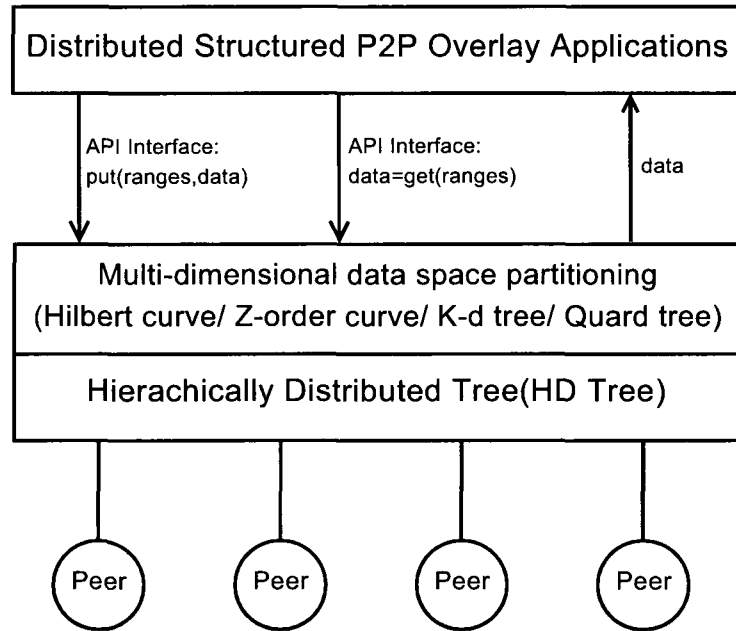 Distributed Structured P2P Overlay Applications
API Interface:
put(ranges,data)
API Interface:
data=get(ranges)
data
Multi-dimensional data space partitioning
(Hilbert curve/ Z-order curve/ K-d tree/ Quard tree)
Hierachically Distributed Tree(HD Tree)
Peer
Peer
Peer
Peer